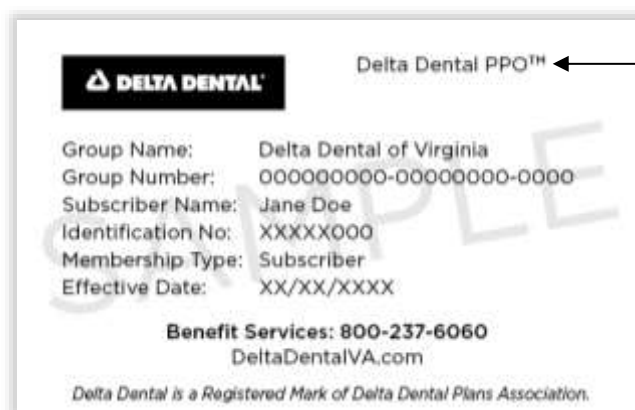 DELTA DENTAL®
Delta Dental PPO™
Group Name: Delta Dental of Virginia
Group Number: 000000000-00000000-0000
Subscriber Name: Jane Doe
Identification No: XXXXX000
Membership Type: Subscriber
Effective Date: XX/XX/XXXX
SAMPLE
Benefit Services: 800-237-6060
DeltaDentalVA.com
Delta Dental is a Registered Mark of Delta Dental Plans Association.